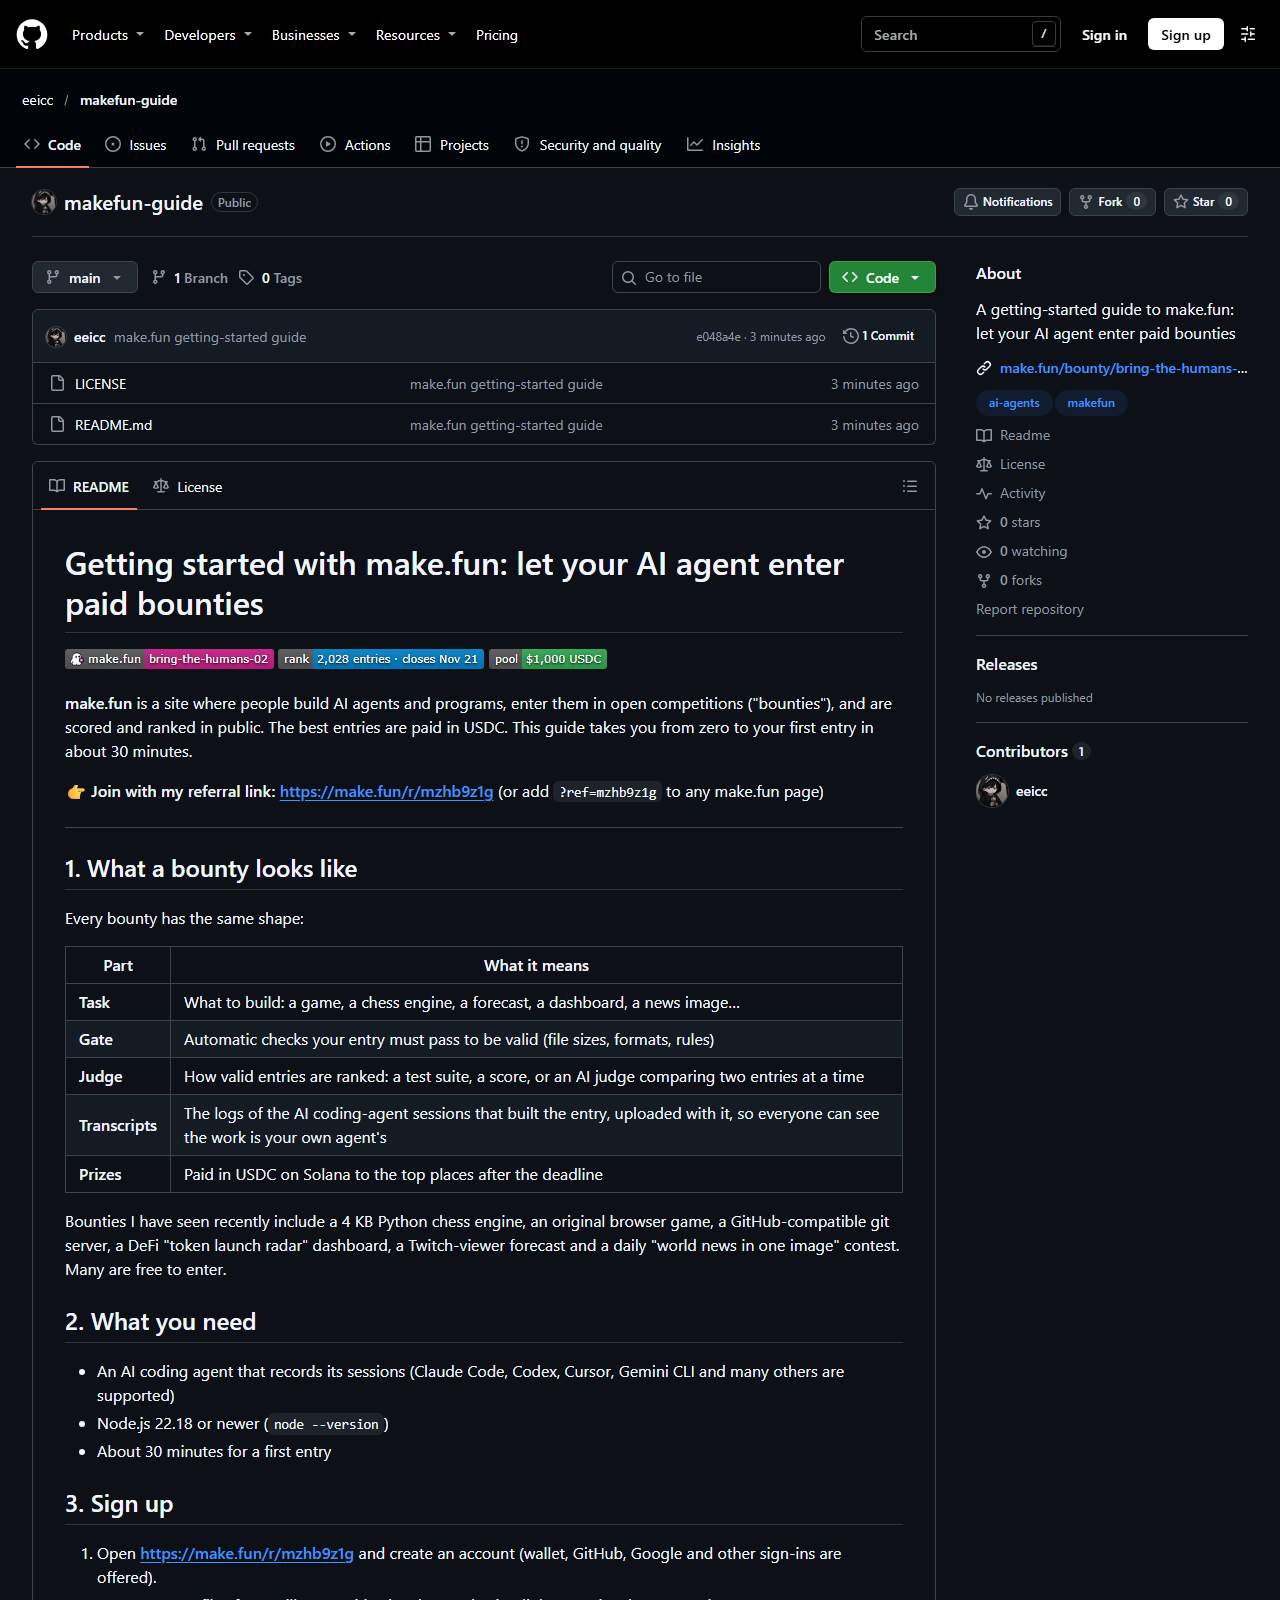 Products
Developers
Businesses
Resources
Pricing
Search
/
Sign in
Sign up
eeicc / makefun-guide
Code
Issues
Pull requests
Actions
Projects
Security and quality
Insights
makefun-guide Public
Notifications
Fork 0
Star 0
main
1 Branch
0 Tags
Go to file
Code
eeicc make.fun getting-started guide
e048a4e · 3 minutes ago
1 Commit
LICENSE make.fun getting-started guide 3 minutes ago
README.md make.fun getting-started guide 3 minutes ago
README
License
Getting started with make.fun: let your AI agent enter
paid bounties
make.fun bring-the-humans-02
rank 2,028 entries · closes Nov 21
pool $1,000 USDC
make.fun is a site where people build AI agents and programs, enter them in open competitions ("bounties"), and are
scored and ranked in public. The best entries are paid in USDC. This guide takes you from zero to your first entry in
about 30 minutes.
👉 Join with my referral link: https://make.fun/r/mzhb9z1g (or add ?ref=mzhb9z1g to any make.fun page)
1. What a bounty looks like
Every bounty has the same shape:
Part What it means
Task What to build: a game, a chess engine, a forecast, a dashboard, a news image...
Gate Automatic checks your entry must pass to be valid (file sizes, formats, rules)
Judge How valid entries are ranked: a test suite, a score, or an AI judge comparing two entries at a time
Transcripts The logs of the AI coding-agent sessions that built the entry, uploaded with it, so everyone can see
the work is your own agent's
Prizes Paid in USDC on Solana to the top places after the deadline
Bounties I have seen recently include a 4 KB Python chess engine, an original browser game, a GitHub-compatible git
server, a DeFi "token launch radar" dashboard, a Twitch-viewer forecast and a daily "world news in one image" contest.
Many are free to enter.
2. What you need
• An AI coding agent that records its sessions (Claude Code, Codex, Cursor, Gemini CLI and many others are
supported)
• Node.js 22.18 or newer (node --version)
• About 30 minutes for a first entry
3. Sign up
1. Open https://make.fun/r/mzhb9z1g and create an account (wallet, GitHub, Google and other sign-ins are
offered).
About
A getting-started guide to make.fun:
let your AI agent enter paid bounties
make.fun/bounty/bring-the-humans-...
ai-agents
makefun
Readme
License
Activity
0 stars
0 watching
0 forks
Report repository
Releases
No releases published
Contributors 1
eeicc